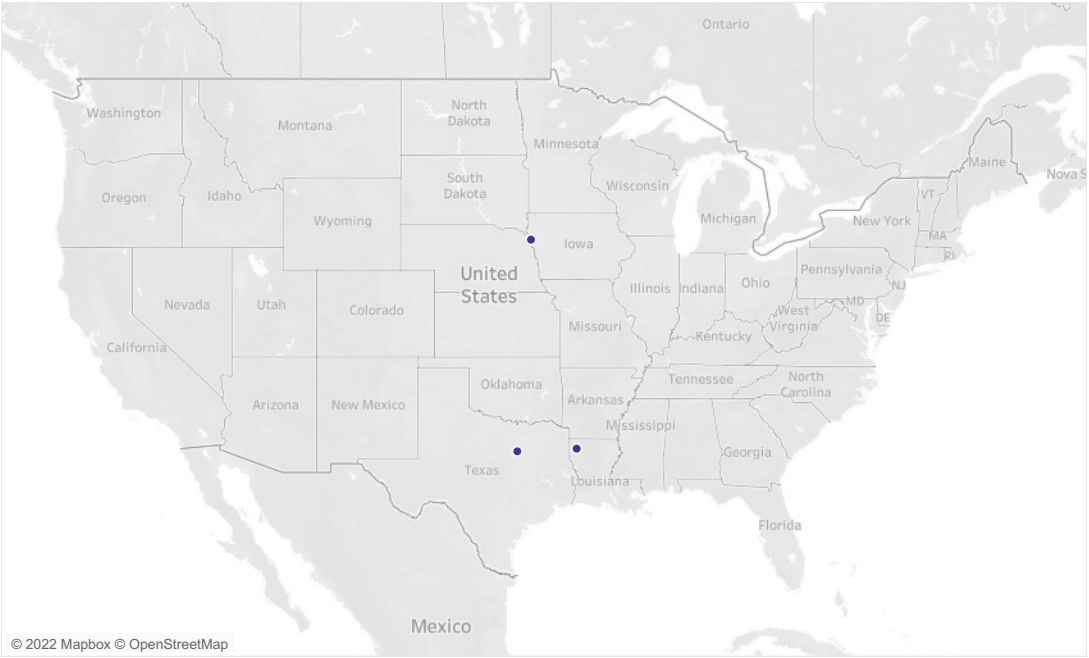 Ontario
Washington
North
Dakota
Montana
Minnesota
Maine
Nova S
South
Dakota
Wisconsin
Oregon
Idaho
VT
Wyoming
Michigan
New York
MA
Iowa
RI
United
States
Pennsylvania
Illinois
Indiana
Ohio
NJ
Nevada
Utah
Colorado
MD
West
Virginia
DE
Missouri
Kentucky
California
Oklahoma
Tennessee
North
Carolina
Arkansas
Arizona
New Mexico
Mississippi
Georgia
Texas
Louisiana
Florida
Mexico
© 2022 Mapbox © OpenStreetMap